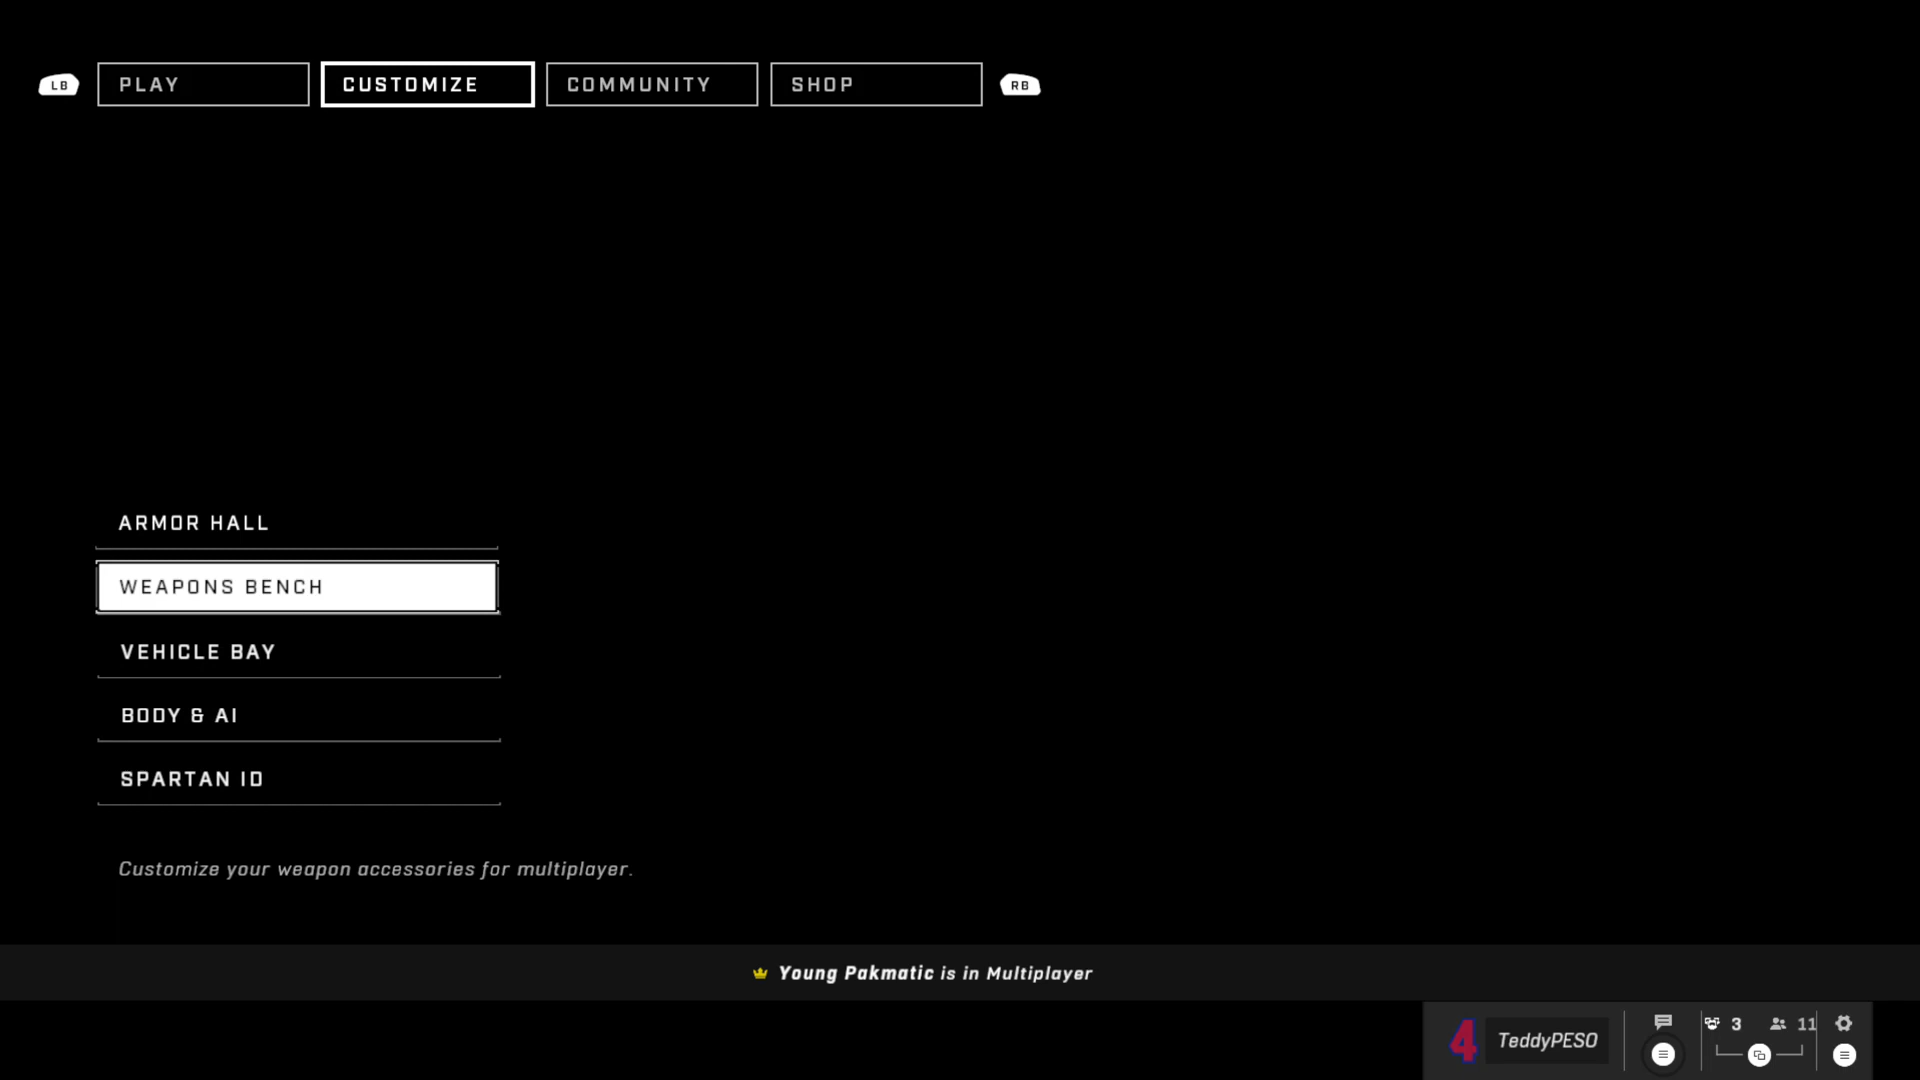 LB PLAY CUSTOMIZE COMMUNITY SHOP RB
ARMOR HALL
WEAPONS BENCH
VEHICLE BAY
BODY & AI
SPARTAN ID
Customize your weapon accessories for multiplayer.
Young Pakmatic is in Multiplayer
4 TeddyPESO 3 11